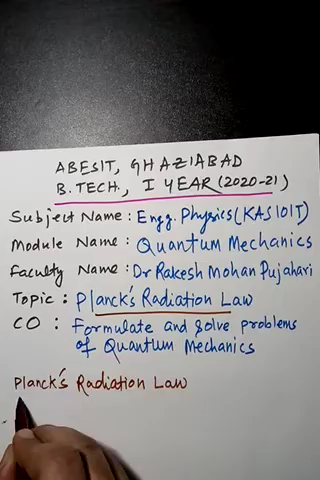 ABESIT, GHAZIABAD
B.TECH., I YEAR (2020-21)
Subject Name: Engg. Physics (KAS101T)
Module Name: Quantum Mechanics
Faculty Name: Dr Rakesh Mohan Pujahari
Topic: Planck's Radiation Law
CO: Formulate and solve problems
of Quantum Mechanics
Planck's Radiation Law